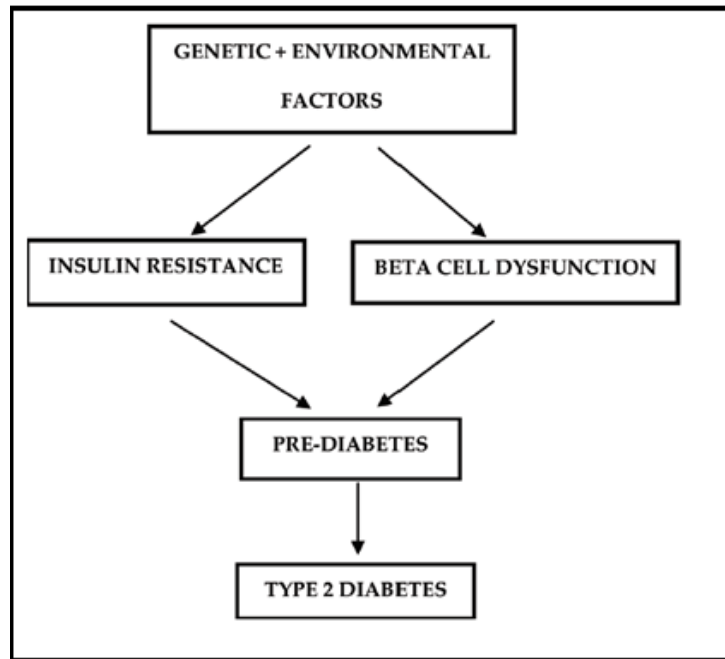 GENETIC + ENVIRONMENTAL
FACTORS
INSULIN RESISTANCE
BETA CELL DYSFUNCTION
PRE-DIABETES
TYPE 2 DIABETES